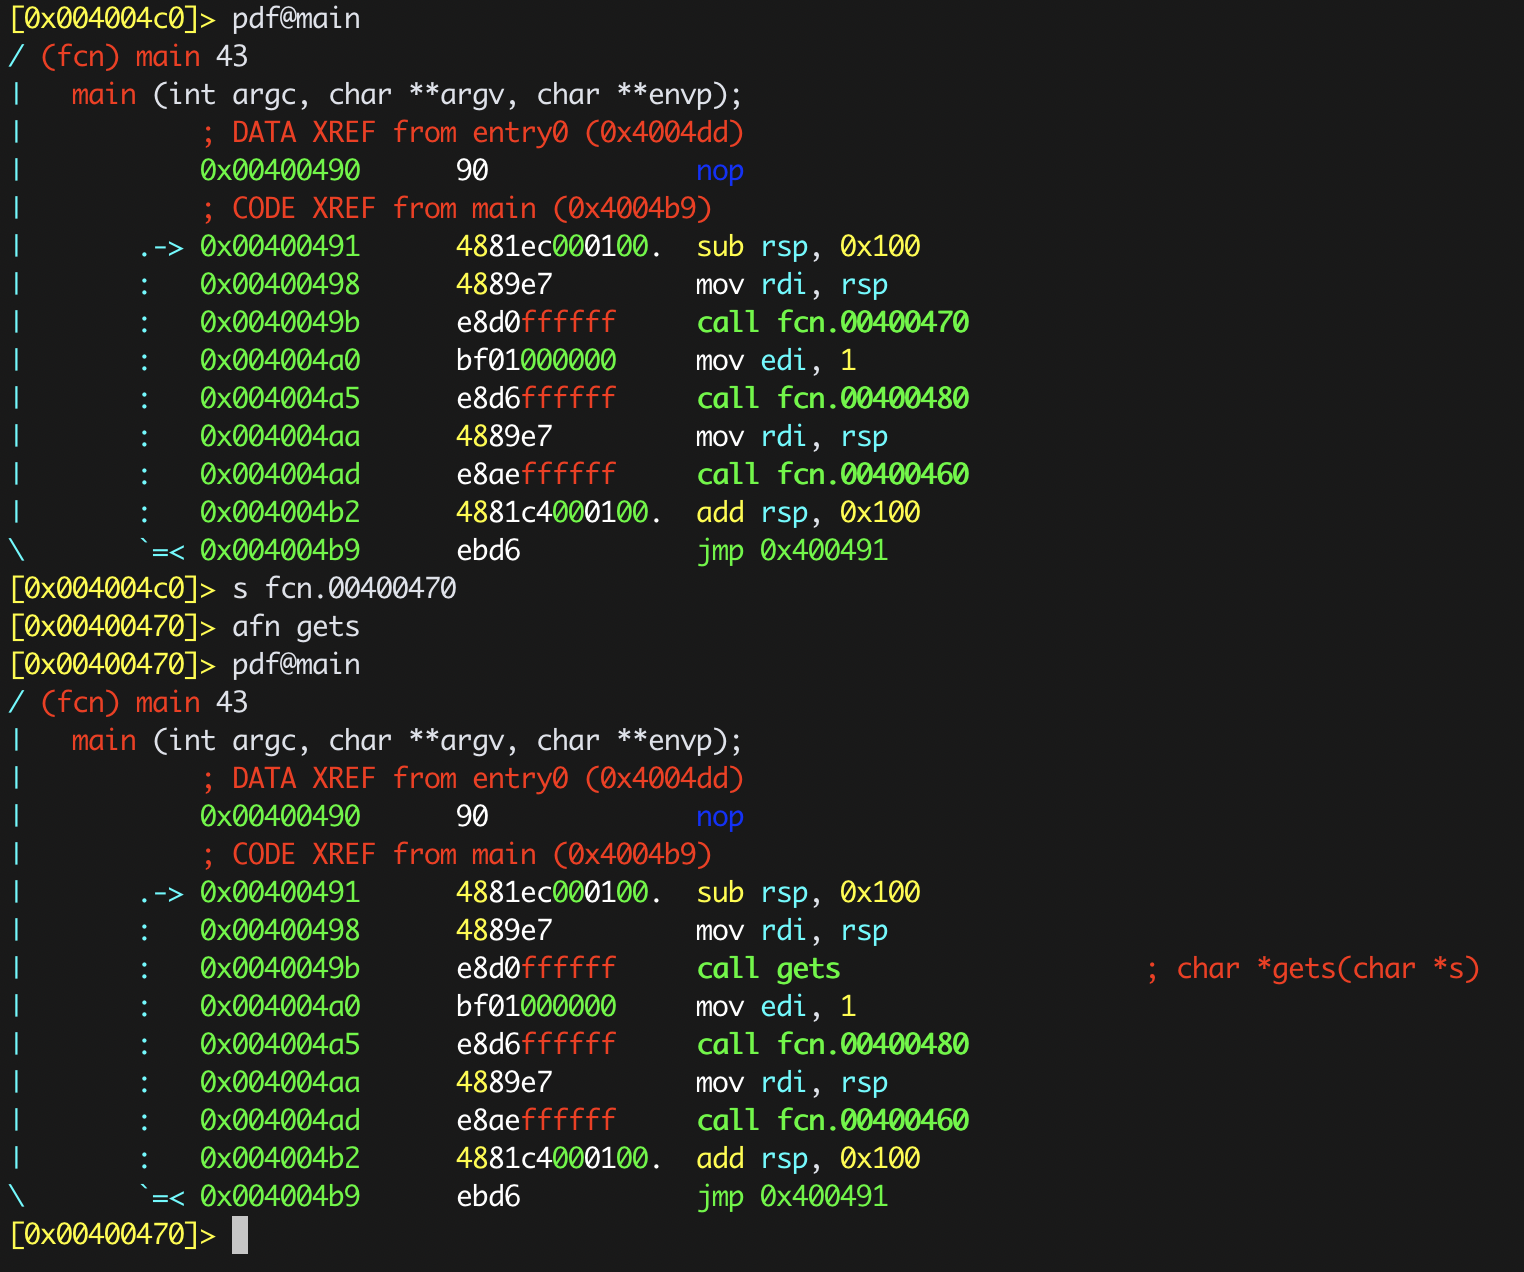 [0x004004c0]> pdf@main
/ (fcn) main 43
|   main (int argc, char **argv, char **envp);
|           ; DATA XREF from entry0 (0x4004dd)
|           0x00400490      90             nop
|           ; CODE XREF from main (0x4004b9)
|       .-> 0x00400491      4881ec000100.  sub rsp, 0x100
|       :   0x00400498      4889e7         mov rdi, rsp
|       :   0x0040049b      e8d0ffffff     call fcn.00400470
|       :   0x004004a0      bf01000000     mov edi, 1
|       :   0x004004a5      e8d6ffffff     call fcn.00400480
|       :   0x004004aa      4889e7         mov rdi, rsp
|       :   0x004004ad      e8aeffffff     call fcn.00400460
|       :   0x004004b2      4881c4000100.  add rsp, 0x100
\       `=< 0x004004b9      ebd6           jmp 0x400491
[0x004004c0]> s fcn.00400470
[0x00400470]> afn gets
[0x00400470]> pdf@main
/ (fcn) main 43
|   main (int argc, char **argv, char **envp);
|           ; DATA XREF from entry0 (0x4004dd)
|           0x00400490      90             nop
|           ; CODE XREF from main (0x4004b9)
|       .-> 0x00400491      4881ec000100.  sub rsp, 0x100
|       :   0x00400498      4889e7         mov rdi, rsp
|       :   0x0040049b      e8d0ffffff     call gets                   ; char *gets(char *s)
|       :   0x004004a0      bf01000000     mov edi, 1
|       :   0x004004a5      e8d6ffffff     call fcn.00400480
|       :   0x004004aa      4889e7         mov rdi, rsp
|       :   0x004004ad      e8aeffffff     call fcn.00400460
|       :   0x004004b2      4881c4000100.  add rsp, 0x100
\       `=< 0x004004b9      ebd6           jmp 0x400491
[0x00400470]>